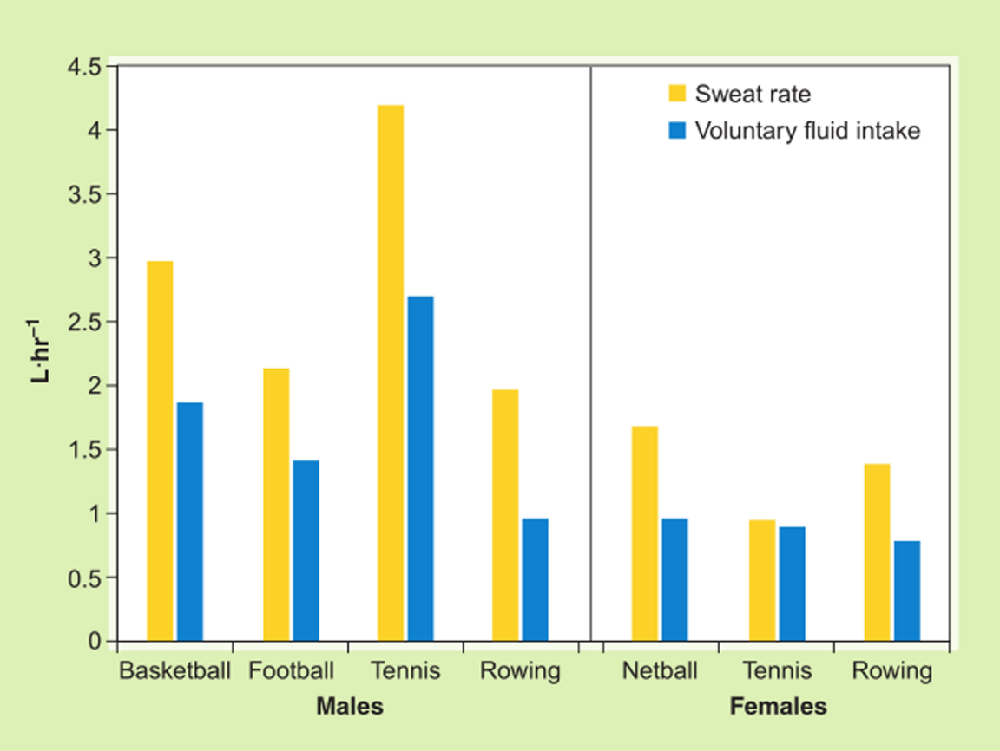 4.5
4
3.5
3
2.5
2
1.5
1
0.5
0
L·hr⁻¹
Sweat rate
Voluntary fluid intake
Basketball Football Tennis Rowing Netball Tennis Rowing
Males Females